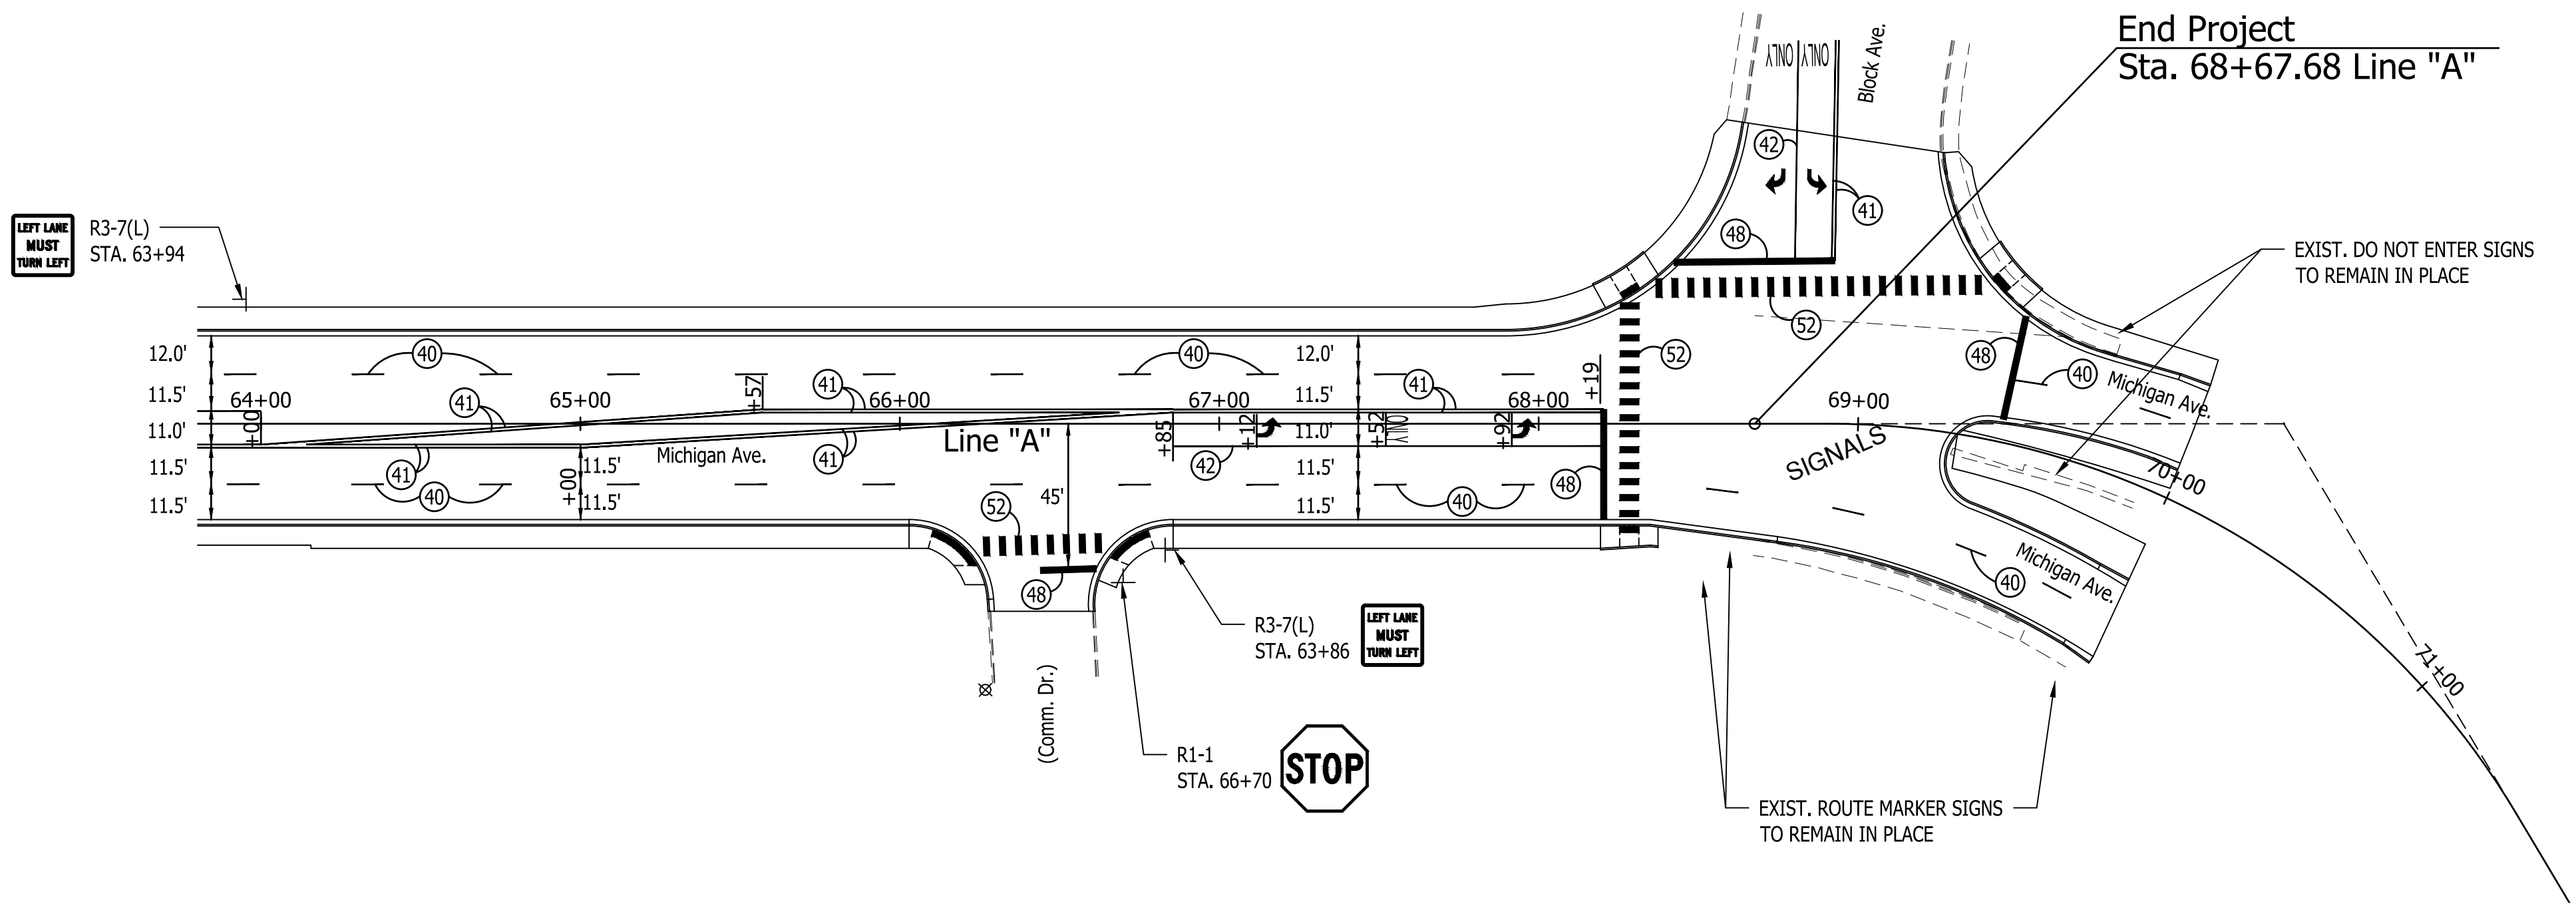 End Project
Sta. 68+67.68 Line "A"
Block Ave.
ONLY
ONLY
42
41
48
LEFT LANE
MUST
TURN LEFT
R3-7(L)
STA. 63+94
EXIST. DO NOT ENTER SIGNS
TO REMAIN IN PLACE
52
52
48
40
Michigan Ave.
12.0'
11.5'
11.0'
11.5'
11.5'
40
40
12.0'
11.5'
11.0'
11.5'
11.5'
64+00
65+00
66+00
67+00
68+00
69+00
70+00
71+00
+00
+57
+85
+12
+52
ONLY
+92
+19
41
41
41
41
41
40
+00
11.5'
11.5'
Michigan Ave.
Line "A"
42
48
40
45'
52
48
SIGNALS
Michigan Ave.
40
R3-7(L)
STA. 63+86
LEFT LANE
MUST
TURN LEFT
(Comm. Dr.)
R1-1
STA. 66+70
STOP
EXIST. ROUTE MARKER SIGNS
TO REMAIN IN PLACE